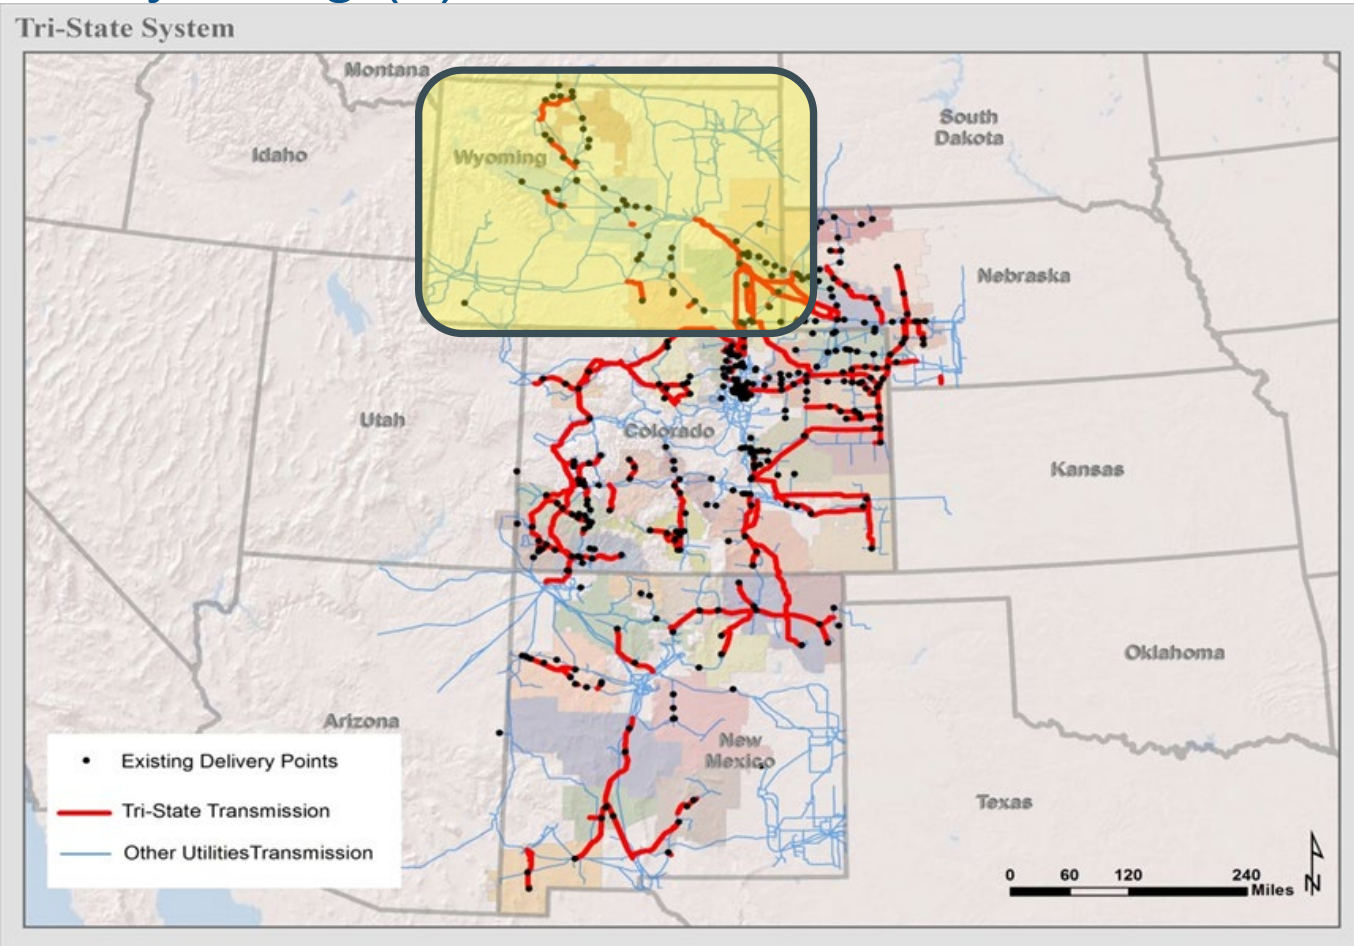 Tri-State System
Montana
South
Dakota
Idaho
Wyoming
Nebraska
Utah
Colorado
Kansas
Oklahoma
Arizona
New
Mexico
Texas
Existing Delivery Points
Tri-State Transmission
Other UtilitiesTransmission
0 60 120 240
Miles
N